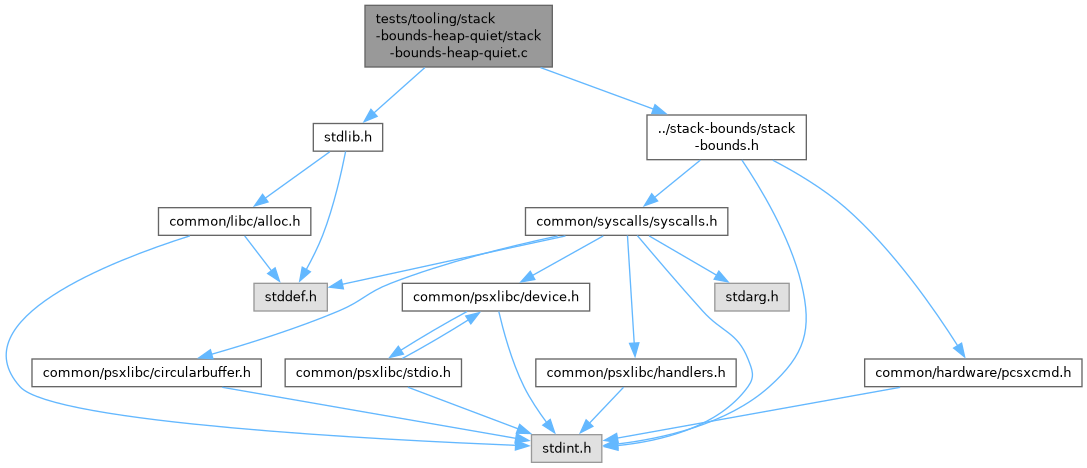 tests/tooling/stack
-bounds-heap-quiet/stack
-bounds-heap-quiet.c
stdlib.h
../stack-bounds/stack
-bounds.h
common/libc/alloc.h
common/syscalls/syscalls.h
stddef.h
common/psxlibc/device.h
stdarg.h
common/psxlibc/circularbuffer.h
common/psxlibc/stdio.h
common/psxlibc/handlers.h
common/hardware/pcsxcmd.h
stdint.h